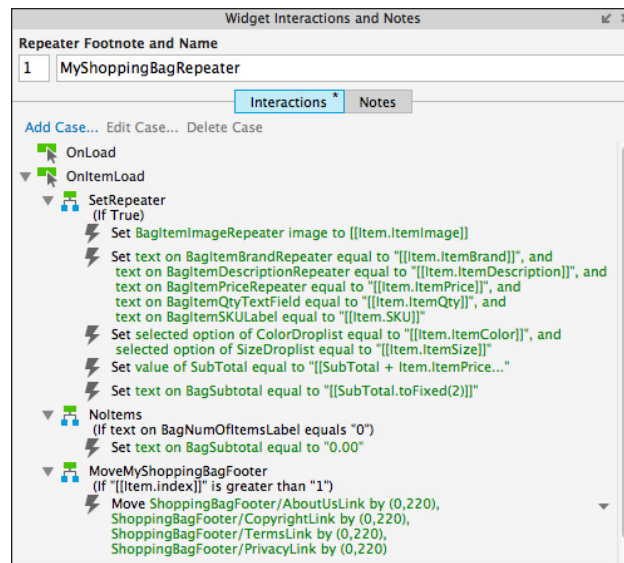 Widget Interactions and Notes
Repeater Footnote and Name
1 MyShoppingBagRepeater
Interactions * Notes
Add Case... Edit Case... Delete Case
OnLoad
OnItemLoad
SetRepeater
(If True)
Set BagItemImageRepeater image to [[Item.ItemImage]]
Set text on BagItemBrandRepeater equal to "[[Item.ItemBrand]]", and
text on BagItemDescriptionRepeater equal to "[[Item.ItemDescription]]", and
text on BagItemPriceRepeater equal to "[[Item.ItemPrice]]", and
text on BagItemQtyTextField equal to "[[Item.ItemQty]]", and
text on BagItemSKULabel equal to "[[Item.SKU]]"
Set selected option of ColorDroplist equal to "[[Item.ItemColor]]", and
selected option of SizeDroplist equal to "[[Item.ItemSize]]"
Set value of SubTotal equal to "[[SubTotal + Item.ItemPrice..."
Set text on BagSubtotal equal to "[[SubTotal.toFixed(2)]]"
NoItems
(If text on BagNumOfItemsLabel equals "0")
Set text on BagSubtotal equal to "0.00"
MoveMyShoppingBagFooter
(If "[[Item.index]]" is greater than "1")
Move ShoppingBagFooter/AboutUsLink by (0,220),
ShoppingBagFooter/CopyrightLink by (0,220),
ShoppingBagFooter/TermsLink by (0,220),
ShoppingBagFooter/PrivacyLink by (0,220)